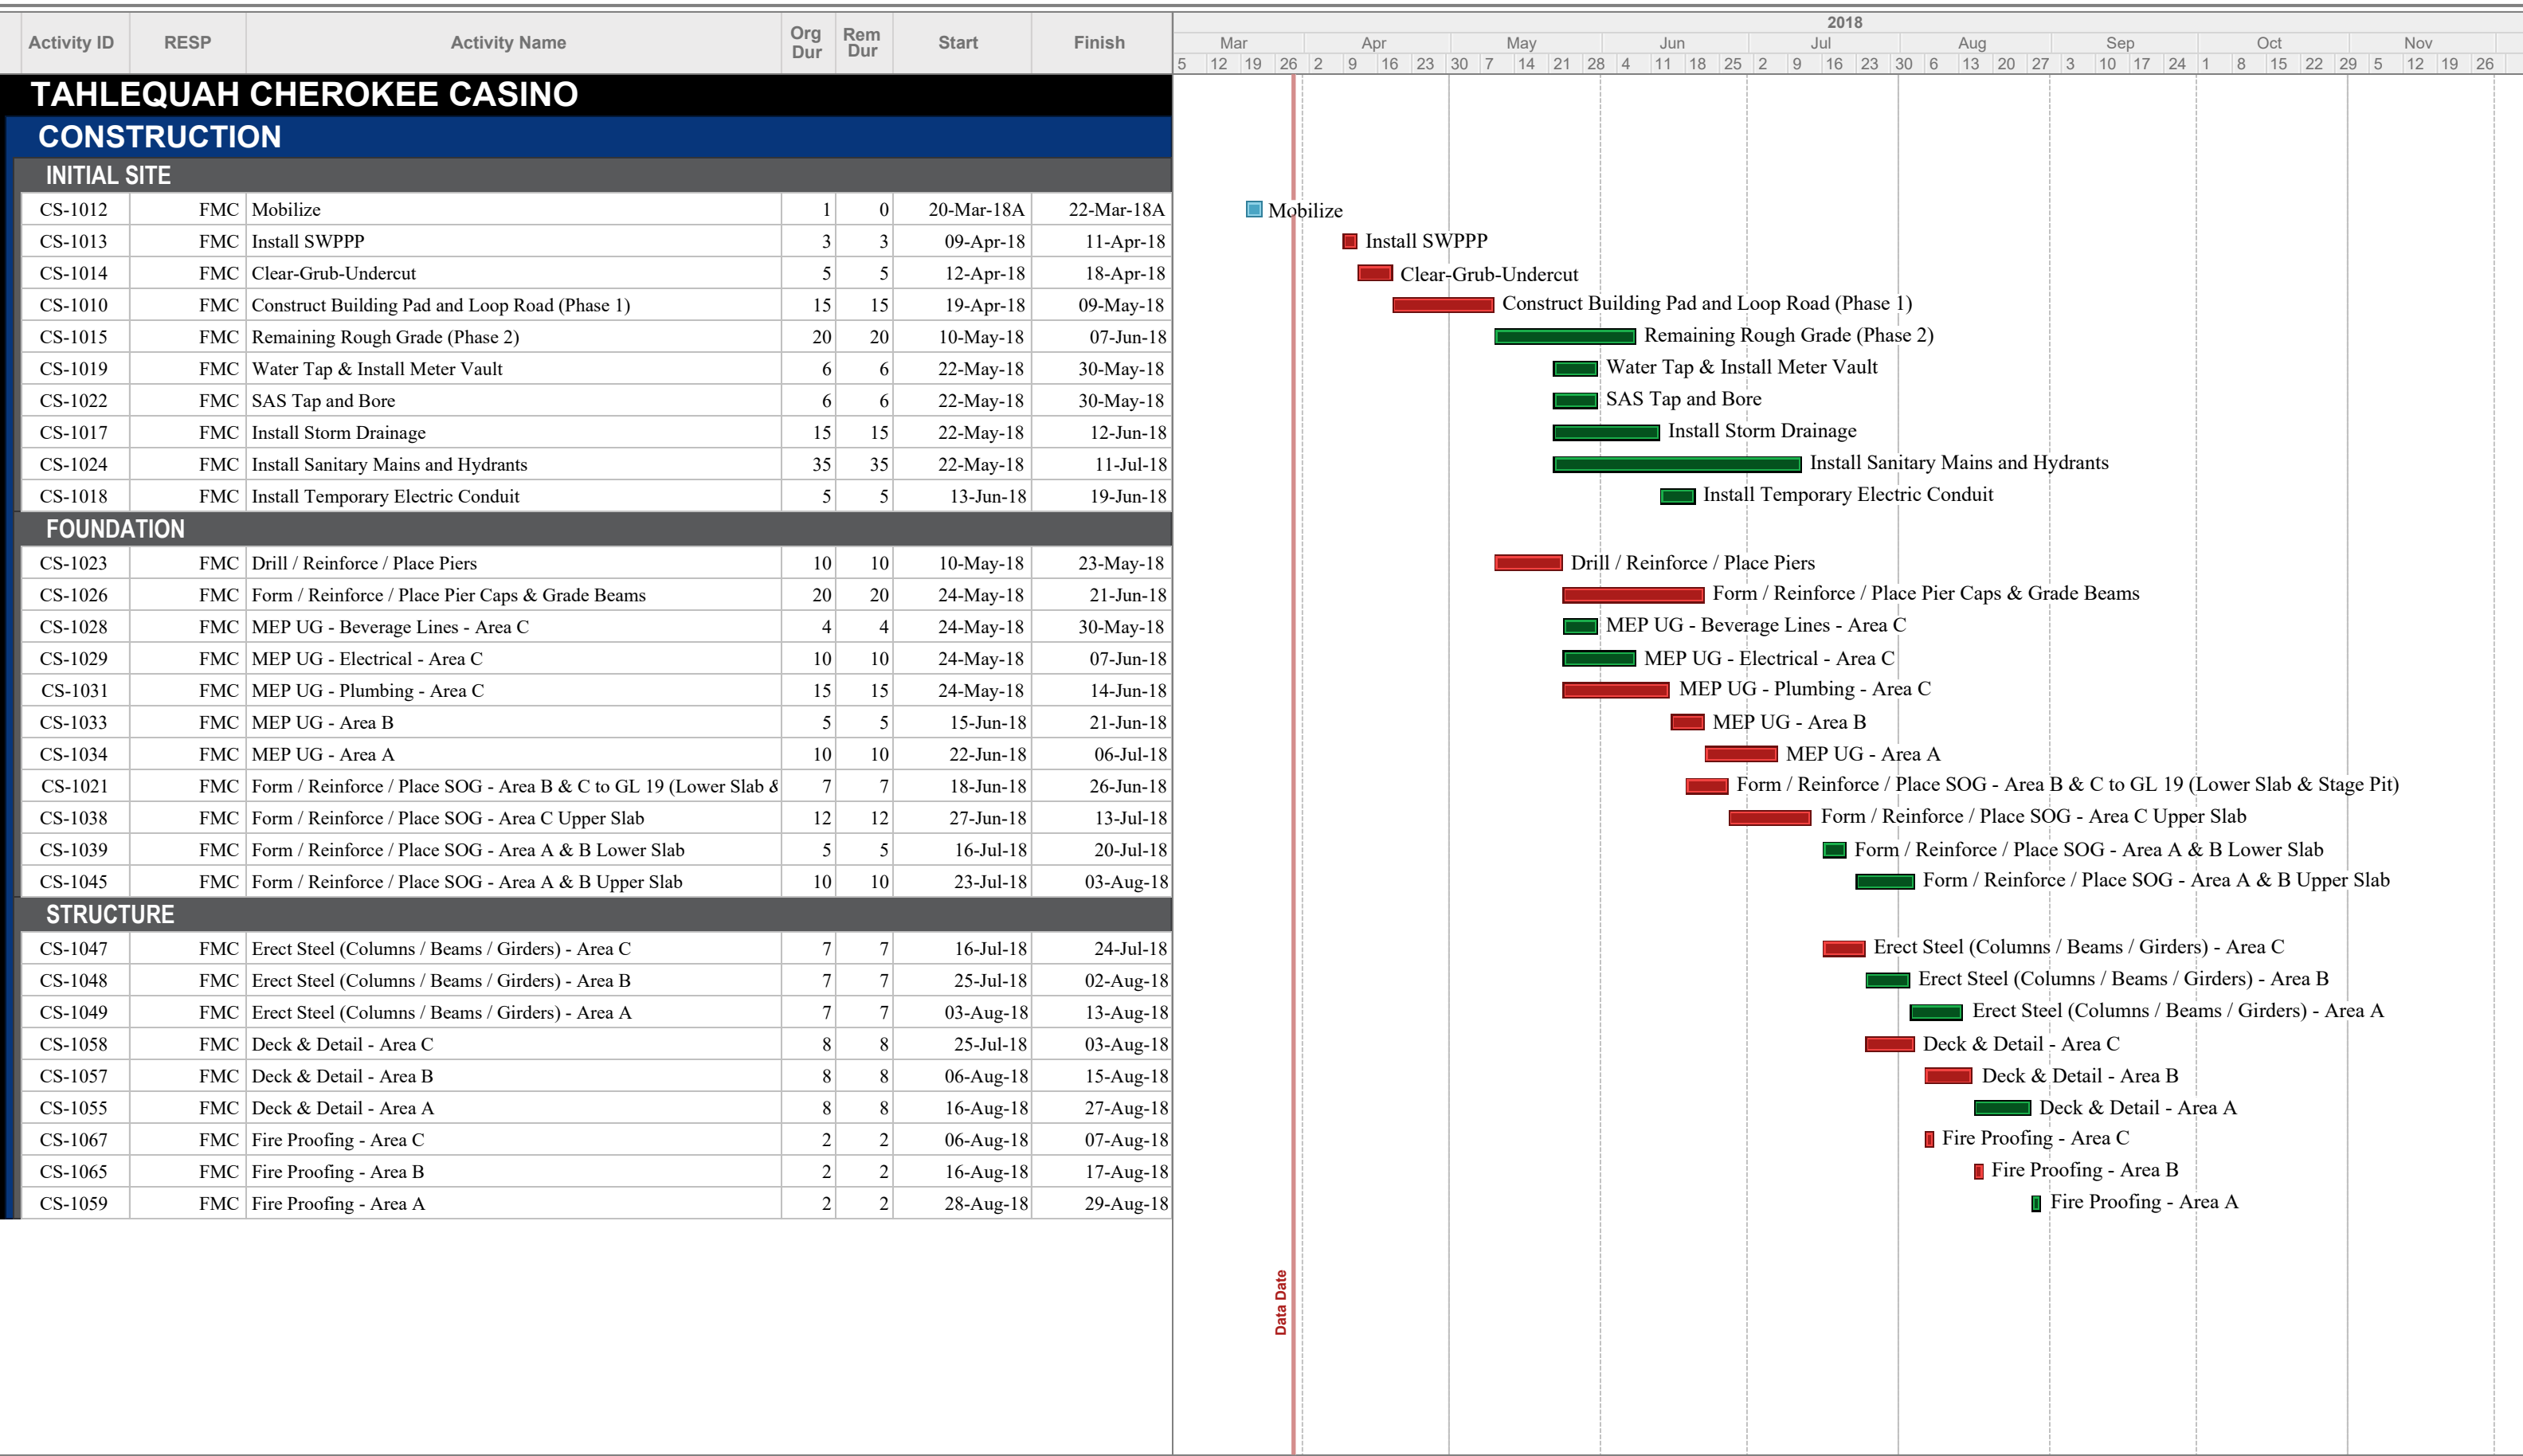 2018
Activity ID RESP Activity Name Org Dur Rem Dur Start Finish Mar Apr May Jun Jul Aug Sep Oct Nov
5 12 19 26 2 9 16 23 30 7 14 21 28 4 11 18 25 2 9 16 23 30 6 13 20 27 3 10 17 24 1 8 15 22 29 5 12 19 26
TAHLEQUAH CHEROKEE CASINO
CONSTRUCTION
INITIAL SITE
CS-1012 FMC Mobilize 1 0 20-Mar-18A 22-Mar-18A Mobilize
CS-1013 FMC Install SWPPP 3 3 09-Apr-18 11-Apr-18 Install SWPPP
CS-1014 FMC Clear-Grub-Undercut 5 5 12-Apr-18 18-Apr-18 Clear-Grub-Undercut
CS-1010 FMC Construct Building Pad and Loop Road (Phase 1) 15 15 19-Apr-18 09-May-18 Construct Building Pad and Loop Road (Phase 1)
CS-1015 FMC Remaining Rough Grade (Phase 2) 20 20 10-May-18 07-Jun-18 Remaining Rough Grade (Phase 2)
CS-1019 FMC Water Tap & Install Meter Vault 6 6 22-May-18 30-May-18 Water Tap & Install Meter Vault
CS-1022 FMC SAS Tap and Bore 6 6 22-May-18 30-May-18 SAS Tap and Bore
CS-1017 FMC Install Storm Drainage 15 15 22-May-18 12-Jun-18 Install Storm Drainage
CS-1024 FMC Install Sanitary Mains and Hydrants 35 35 22-May-18 11-Jul-18 Install Sanitary Mains and Hydrants
CS-1018 FMC Install Temporary Electric Conduit 5 5 13-Jun-18 19-Jun-18 Install Temporary Electric Conduit
FOUNDATION
CS-1023 FMC Drill / Reinforce / Place Piers 10 10 10-May-18 23-May-18 Drill / Reinforce / Place Piers
CS-1026 FMC Form / Reinforce / Place Pier Caps & Grade Beams 20 20 24-May-18 21-Jun-18 Form / Reinforce / Place Pier Caps & Grade Beams
CS-1028 FMC MEP UG - Beverage Lines - Area C 4 4 24-May-18 30-May-18 MEP UG - Beverage Lines - Area C
CS-1029 FMC MEP UG - Electrical - Area C 10 10 24-May-18 07-Jun-18 MEP UG - Electrical - Area C
CS-1031 FMC MEP UG - Plumbing - Area C 15 15 24-May-18 14-Jun-18 MEP UG - Plumbing - Area C
CS-1033 FMC MEP UG - Area B 5 5 15-Jun-18 21-Jun-18 MEP UG - Area B
CS-1034 FMC MEP UG - Area A 10 10 22-Jun-18 06-Jul-18 MEP UG - Area A
CS-1021 FMC Form / Reinforce / Place SOG - Area B & C to GL 19 (Lower Slab & 7 7 18-Jun-18 26-Jun-18 Form / Reinforce / Place SOG - Area B & C to GL 19 (Lower Slab & Stage Pit)
CS-1038 FMC Form / Reinforce / Place SOG - Area C Upper Slab 12 12 27-Jun-18 13-Jul-18 Form / Reinforce / Place SOG - Area C Upper Slab
CS-1039 FMC Form / Reinforce / Place SOG - Area A & B Lower Slab 5 5 16-Jul-18 20-Jul-18 Form / Reinforce / Place SOG - Area A & B Lower Slab
CS-1045 FMC Form / Reinforce / Place SOG - Area A & B Upper Slab 10 10 23-Jul-18 03-Aug-18 Form / Reinforce / Place SOG - Area A & B Upper Slab
STRUCTURE
CS-1047 FMC Erect Steel (Columns / Beams / Girders) - Area C 7 7 16-Jul-18 24-Jul-18 Erect Steel (Columns / Beams / Girders) - Area C
CS-1048 FMC Erect Steel (Columns / Beams / Girders) - Area B 7 7 25-Jul-18 02-Aug-18 Erect Steel (Columns / Beams / Girders) - Area B
CS-1049 FMC Erect Steel (Columns / Beams / Girders) - Area A 7 7 03-Aug-18 13-Aug-18 Erect Steel (Columns / Beams / Girders) - Area A
CS-1058 FMC Deck & Detail - Area C 8 8 25-Jul-18 03-Aug-18 Deck & Detail - Area C
CS-1057 FMC Deck & Detail - Area B 8 8 06-Aug-18 15-Aug-18 Deck & Detail - Area B
CS-1055 FMC Deck & Detail - Area A 8 8 16-Aug-18 27-Aug-18 Deck & Detail - Area A
CS-1067 FMC Fire Proofing - Area C 2 2 06-Aug-18 07-Aug-18 Fire Proofing - Area C
CS-1065 FMC Fire Proofing - Area B 2 2 16-Aug-18 17-Aug-18 Fire Proofing - Area B
CS-1059 FMC Fire Proofing - Area A 2 2 28-Aug-18 29-Aug-18 Fire Proofing - Area A
Data Date